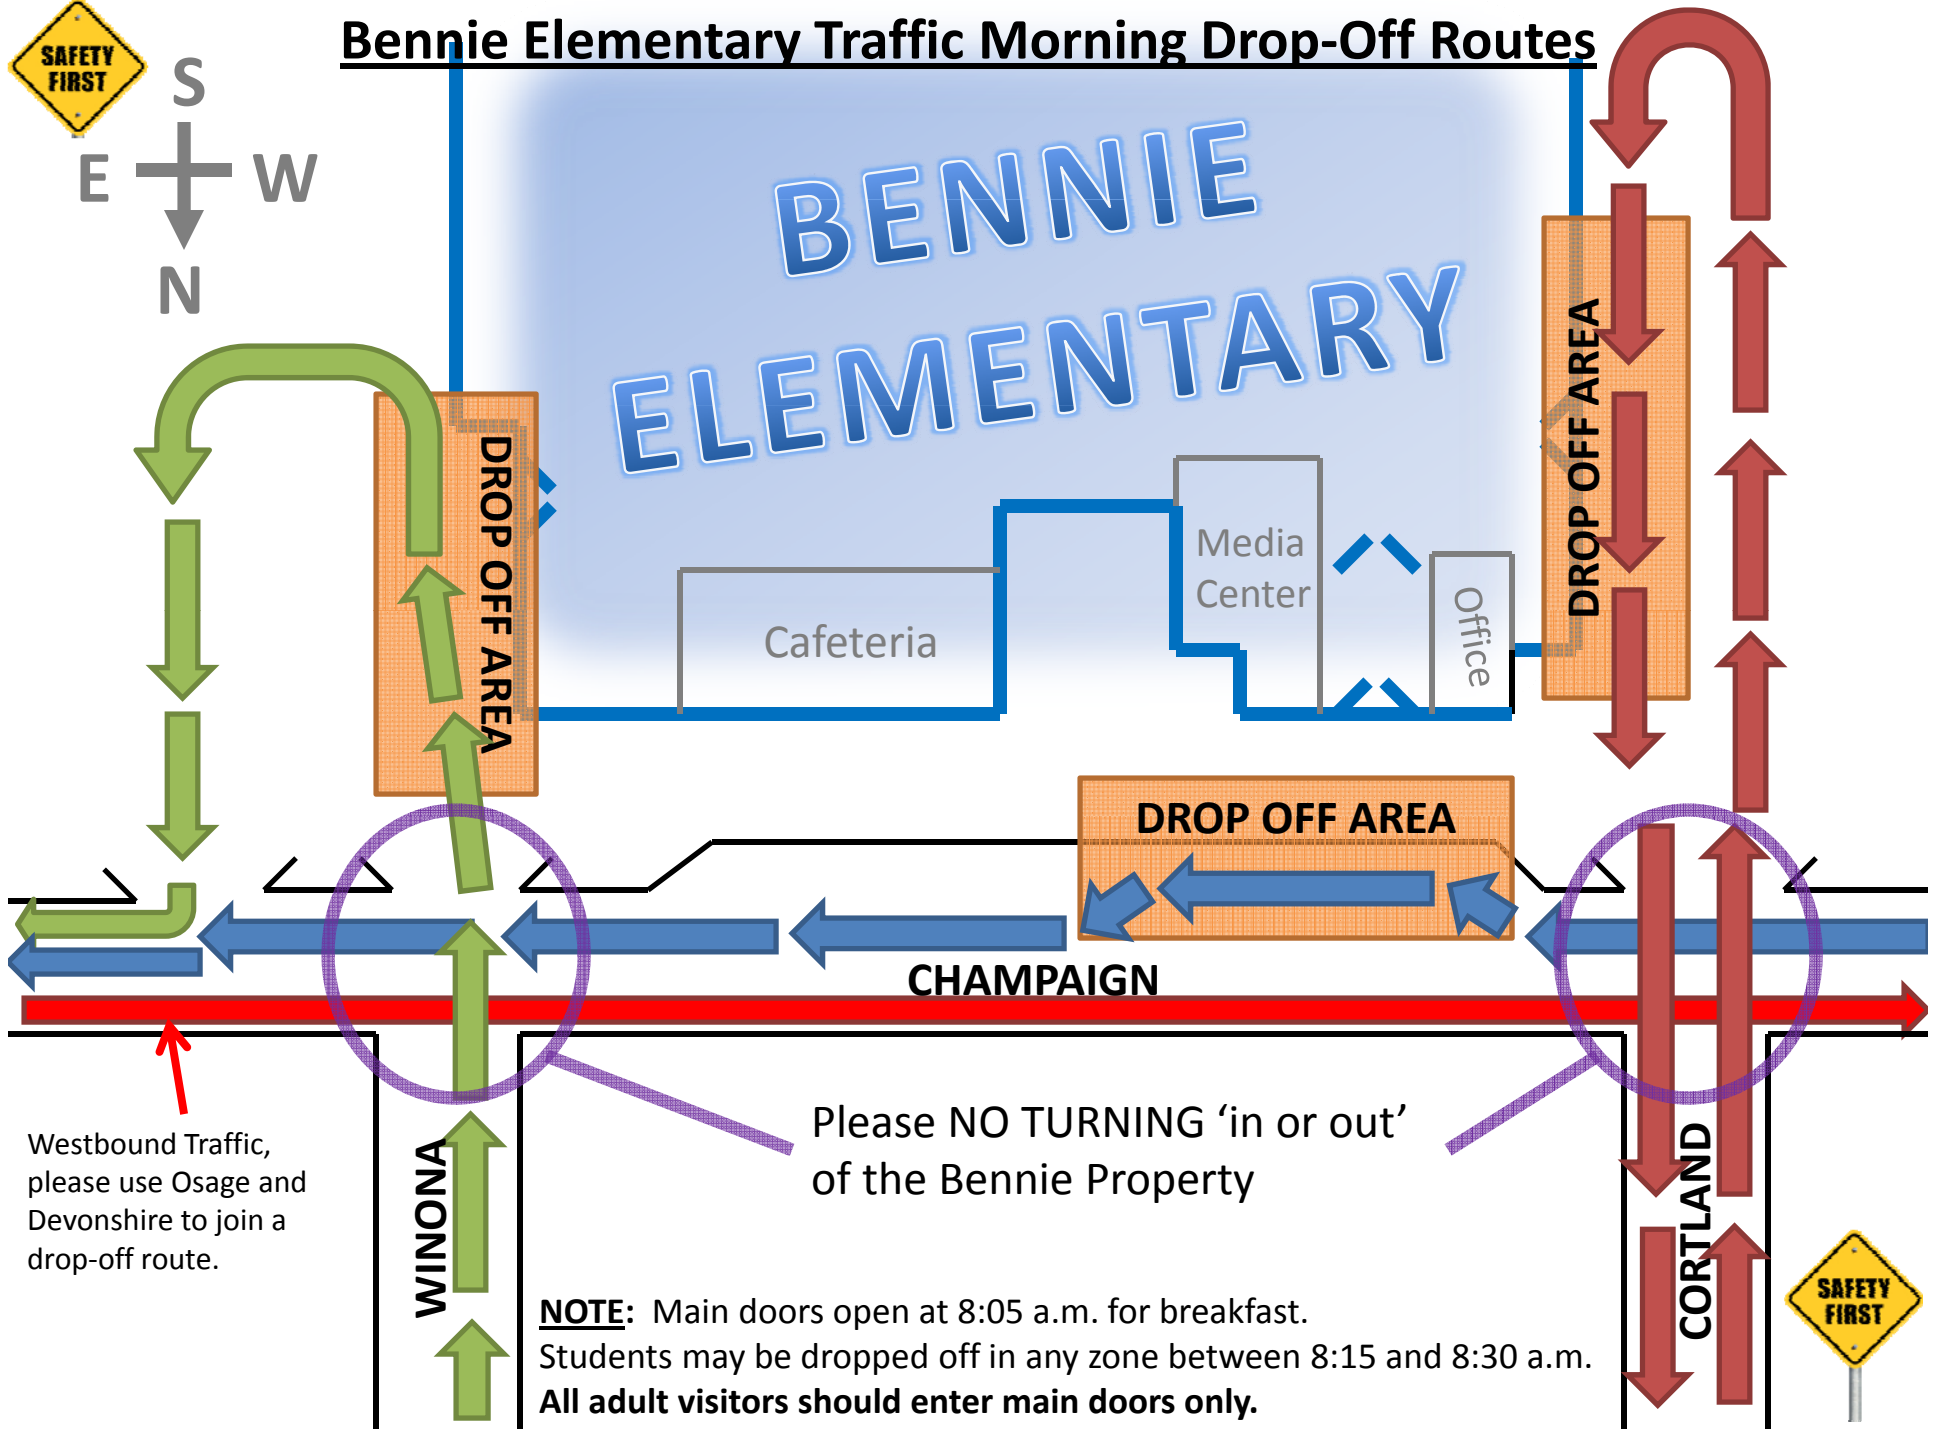 Bennie Elementary Traffic Morning Drop-Off Routes
SAFETY
FIRST
S
E
W
N
BENNIE
ELEMENTARY
DROP OFF AREA
DROP OFF AREA
Media
Center
Office
Cafeteria
DROP OFF AREA
CHAMPAIGN
Westbound Traffic,
please use Osage and
Devonshire to join a
drop-off route.
WINONA
Please NO TURNING ‘in or out’
of the Bennie Property
CORTLAND
NOTE: Main doors open at 8:05 a.m. for breakfast.
Students may be dropped off in any zone between 8:15 and 8:30 a.m.
All adult visitors should enter main doors only.
SAFETY
FIRST